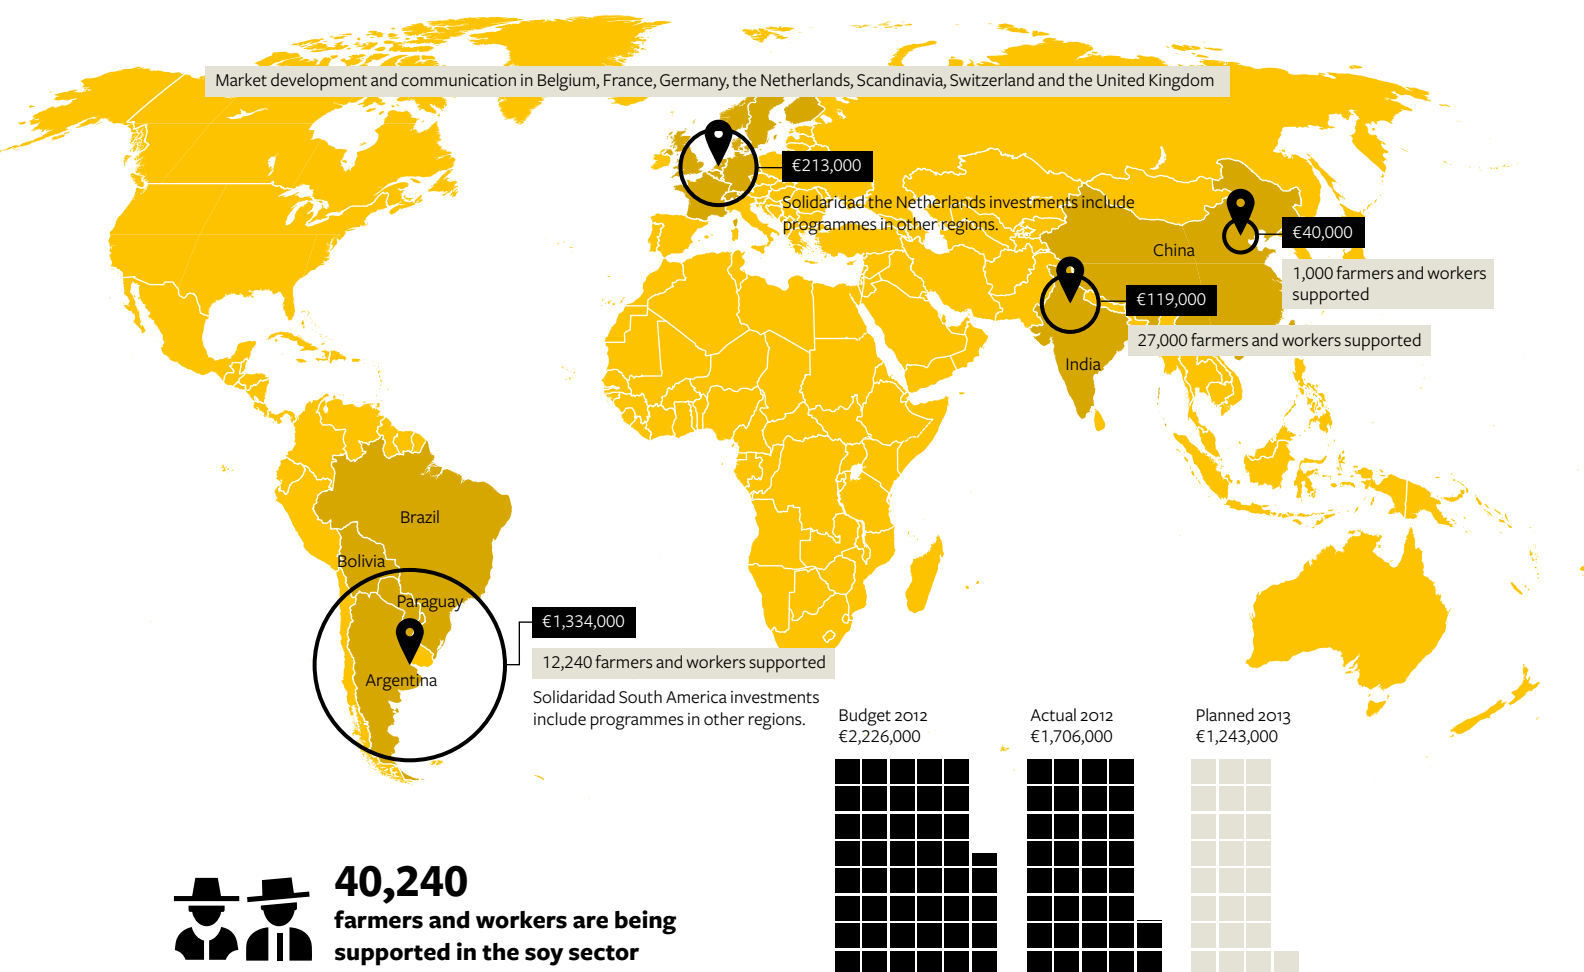 Market development and communication in Belgium, France, Germany, the Netherlands, Scandinavia, Switzerland and the United Kingdom
€213,000
Solidaridad the Netherlands investments include
programmes in other regions.
China
€40,000
1,000 farmers and workers
supported
€119,000
27,000 farmers and workers supported
India
Brazil
Bolivia
Paraguay
€1,334,000
12,240 farmers and workers supported
Argentina
Solidaridad South America investments
include programmes in other regions.
Budget 2012
€2,226,000
Actual 2012
€1,706,000
Planned 2013
€1,243,000
40,240
farmers and workers are being
supported in the soy sector